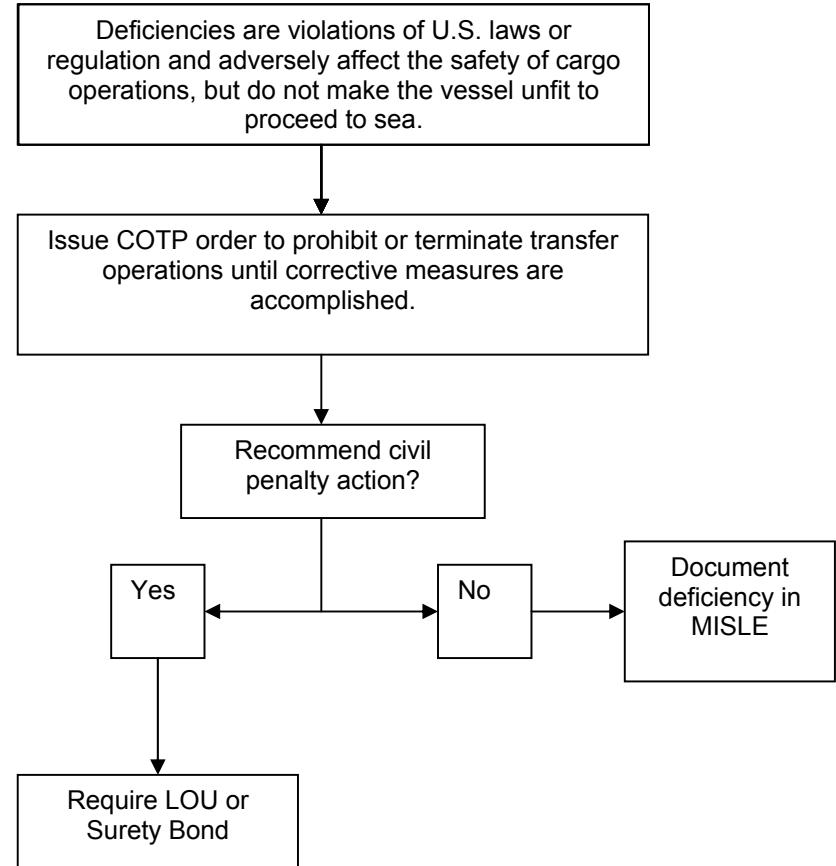 Deficiencies are violations of U.S. laws or
regulation and adversely affect the safety of cargo
operations, but do not make the vessel unfit to
proceed to sea.
Issue COTP order to prohibit or terminate transfer
operations until corrective measures are
accomplished.
Recommend civil
penalty action?
Yes
No
Document
deficiency in
MISLE
Require LOU or
Surety Bond